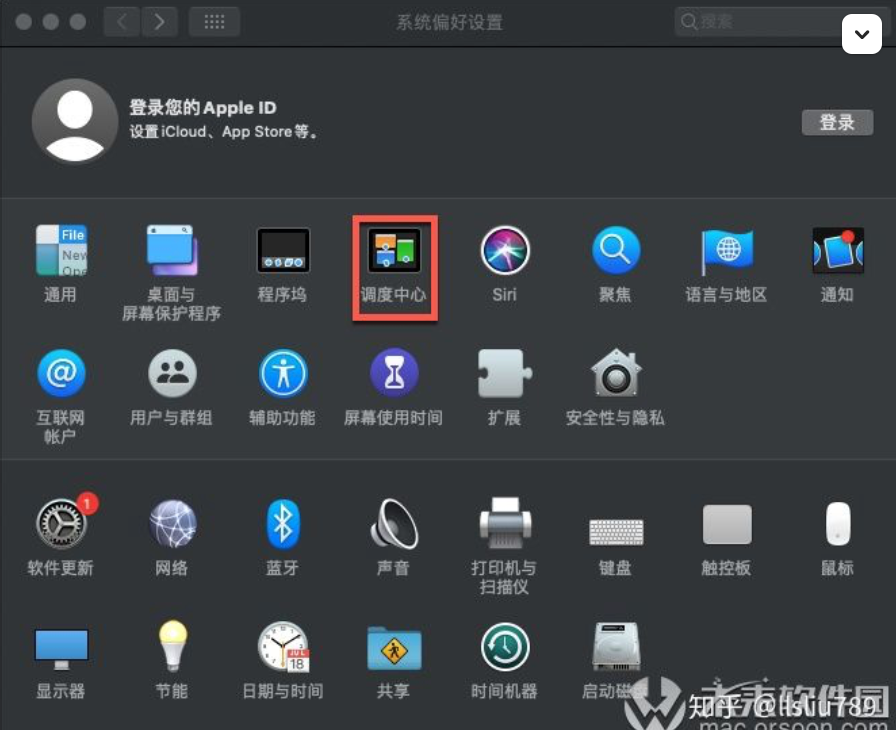 系统偏好设置
搜索
登录您的 Apple ID
设置 iCloud、App Store 等。
登录
File
New
Ope
通用
桌面与
屏幕保护程序
程序坞
调度中心
Siri
聚焦
语言与地区
通知
@
互联网
帐户
用户与群组
辅助功能
屏幕使用时间
扩展
安全性与隐私
1
软件更新
网络
蓝牙
声音
打印机与
扫描仪
键盘
触控板
鼠标
JUL
18
显示器
节能
日期与时间
共享
时间机器
启动磁盘
未来软件园
知乎 @llsliu789
mac.orsoon.com